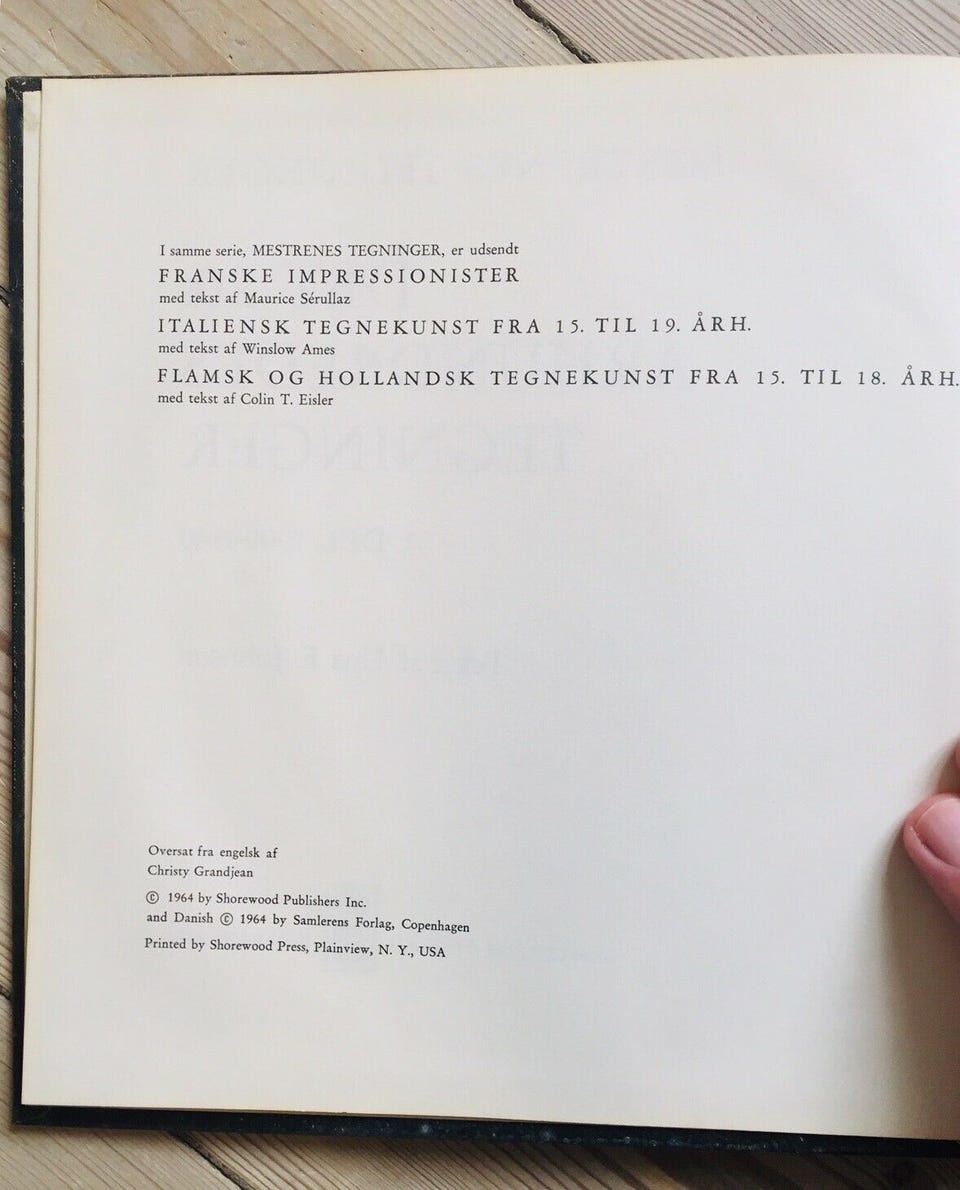 I samme serie, MESTRENES TEGNINGER, er udsendt
FRANSKE IMPRESSIONISTER
med tekst af Maurice Sérullaz
ITALIENSK TEGNEKUNST FRA 15. TIL 19. ÅRH.
med tekst af Winslow Ames
FLAMSK OG HOLLANDSK TEGNEKUNST FRA 15. TIL 18. ÅRH.
med tekst af Colin T. Eisler
Oversat fra engelsk af
Christy Grandjean
© 1964 by Shorewood Publishers Inc.
and Danish © 1964 by Samlerens Forlag, Copenhagen
Printed by Shorewood Press, Plainview, N. Y., USA